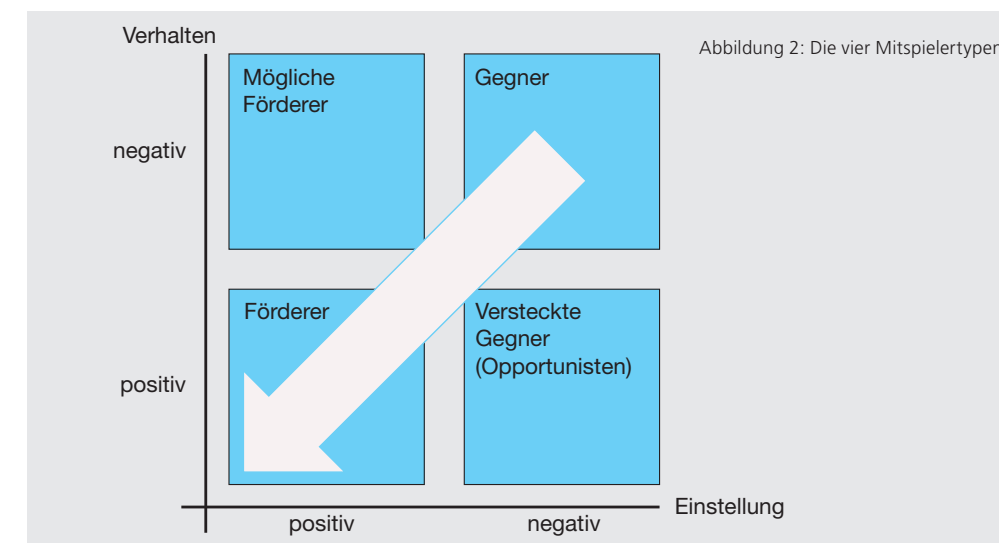 Verhalten
Abbildung 2: Die vier Mitspielertypen
Mögliche
Förderer
Gegner
negativ
Förderer
Versteckte
Gegner
(Opportunisten)
positiv
Einstellung
positiv
negativ